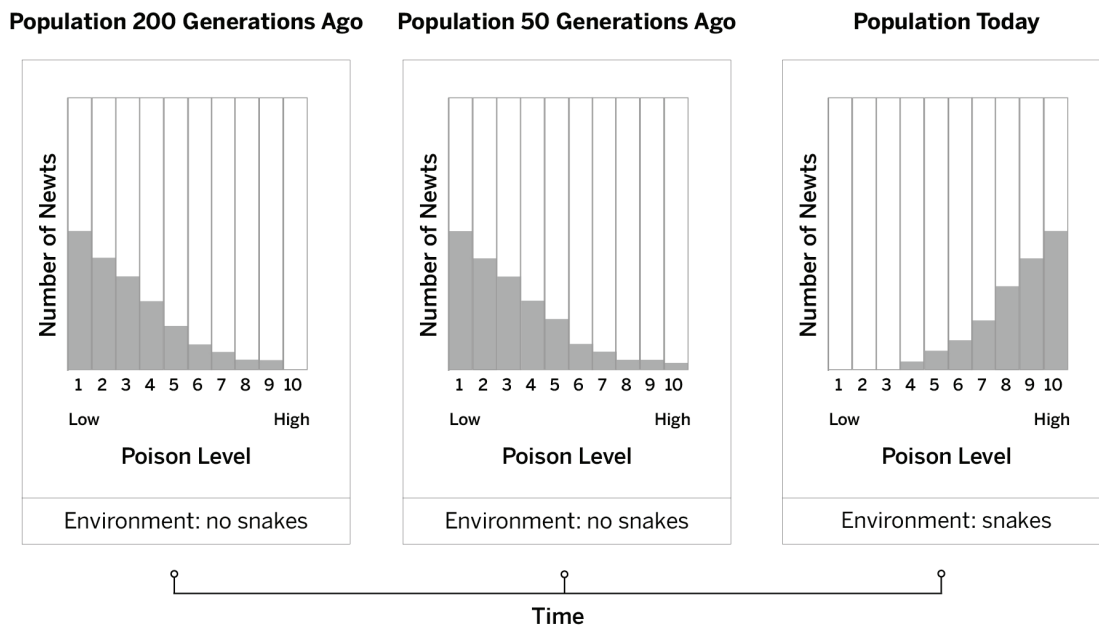 Population 200 Generations Ago
Number of Newts
1 2 3 4 5 6 7 8 9 10
Low High
Poison Level
Environment: no snakes
Population 50 Generations Ago
Number of Newts
1 2 3 4 5 6 7 8 9 10
Low High
Poison Level
Environment: no snakes
Population Today
Number of Newts
1 2 3 4 5 6 7 8 9 10
Low High
Poison Level
Environment: snakes
Time